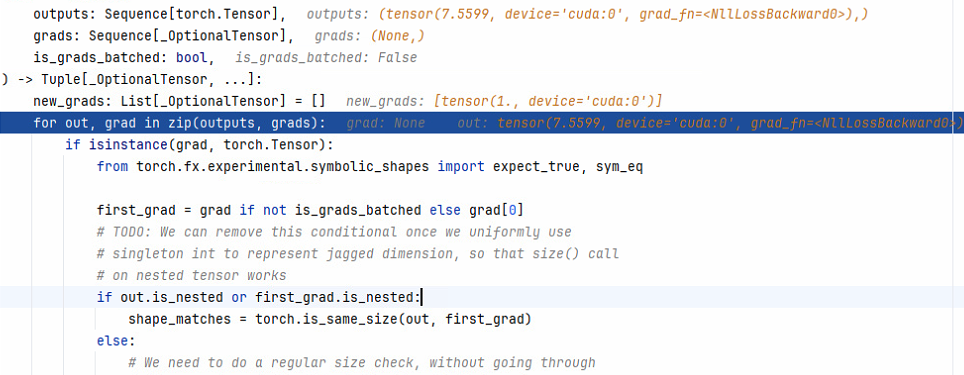 outputs: Sequence[torch.Tensor], outputs: (tensor(7.5599, device='cuda:0', grad_fn=<NllLossBackward0>),)
grads: Sequence[_OptionalTensor], grads: (None,)
is_grads_batched: bool, is_grads_batched: False
) -> Tuple[_OptionalTensor, ...]:
new_grads: List[_OptionalTensor] = [] new_grads: [tensor(1., device='cuda:0')]
for out, grad in zip(outputs, grads): grad: None out: tensor(7.5599, device='cuda:0', grad_fn=<NllLossBackward0>)
if isinstance(grad, torch.Tensor):
from torch.fx.experimental.symbolic_shapes import expect_true, sym_eq
first_grad = grad if not is_grads_batched else grad[0]
# TODO: We can remove this conditional once we uniformly use
# singleton int to represent jagged dimension, so that size() call
# on nested tensor works
if out.is_nested or first_grad.is_nested:
shape_matches = torch.is_same_size(out, first_grad)
else:
# We need to do a regular size check, without going through